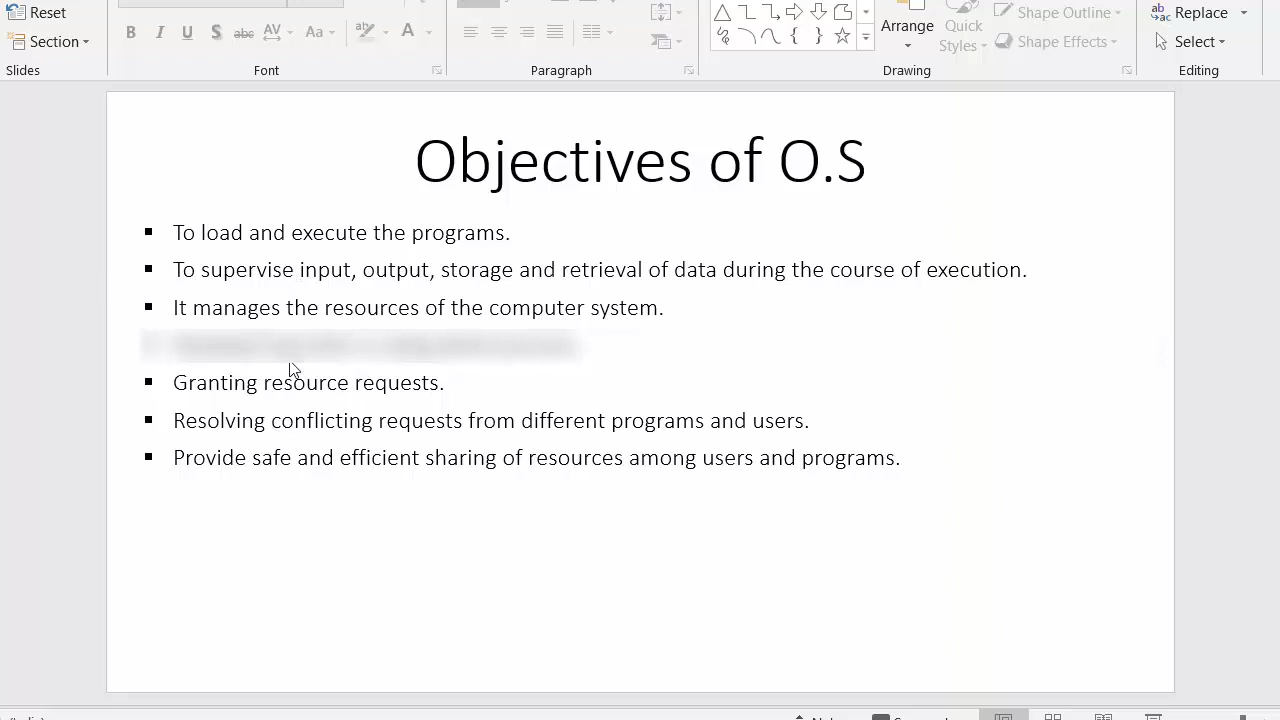 Reset
Replace
Section
B I U S abc AV Aa A
Arrange
Quick
Styles
Shape Outline
Shape Effects
Select
Slides
Font
Paragraph
Drawing
Editing
Objectives of O.S
▪ To load and execute the programs.
▪ To supervise input, output, storage and retrieval of data during the course of execution.
▪ It manages the resources of the computer system.
▪ Granting resource requests.
▪ Resolving conflicting requests from different programs and users.
▪ Provide safe and efficient sharing of resources among users and programs.